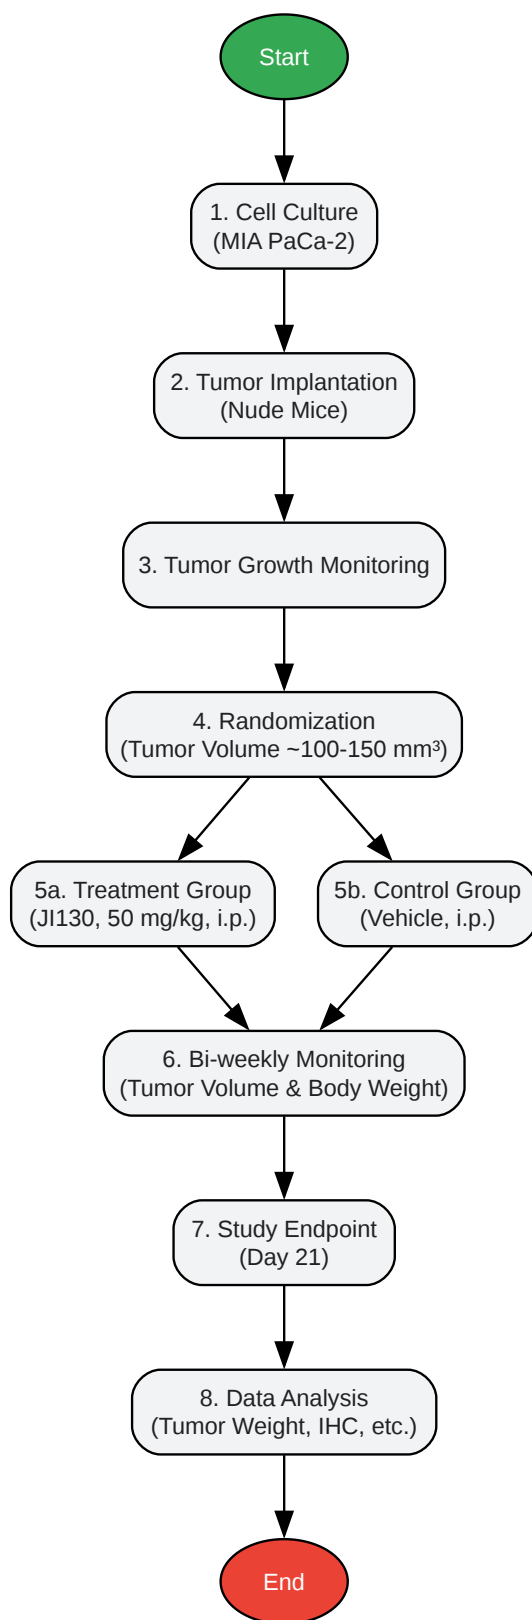 Start
1. Cell Culture
(MIA PaCa-2)
2. Tumor Implantation
(Nude Mice)
3. Tumor Growth Monitoring
4. Randomization
(Tumor Volume ~100-150 mm³)
5a. Treatment Group
(JI130, 50 mg/kg, i.p.)
5b. Control Group
(Vehicle, i.p.)
6. Bi-weekly Monitoring
(Tumor Volume & Body Weight)
7. Study Endpoint
(Day 21)
8. Data Analysis
(Tumor Weight, IHC, etc.)
End